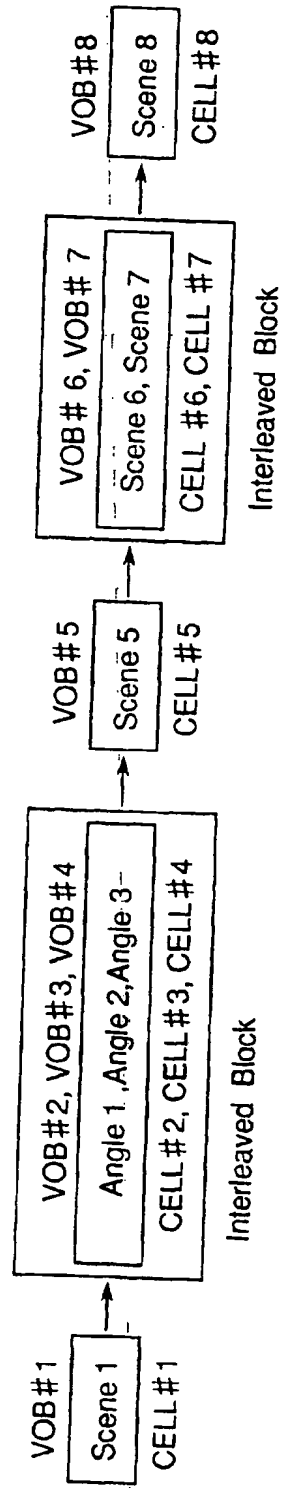 VOB#1
Scene 1
CELL#1
VOB#2, VOB#3, VOB#4
Angle 1 ,Angle 2,Angle 3
CELL#2, CELL#3, CELL#4
Interleaved Block
VOB#5
Scene 5
CELL#5
VOB# 6, VOB# 7
Scene 6, Scene 7
CELL #6, CELL #7
Interleaved Block
VOB#8
Scene 8
CELL#8